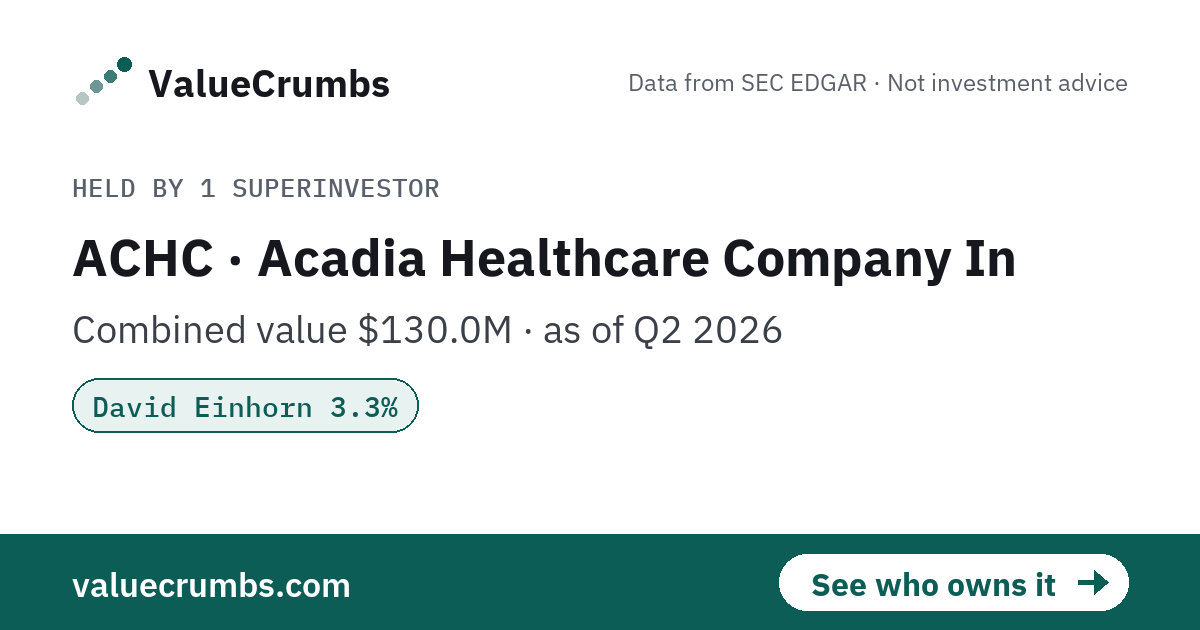 ValueCrumbs
Data from SEC EDGAR · Not investment advice
HELD BY 1 SUPERINVESTOR
ACHC · Acadia Healthcare Company In
Combined value $130.0M · as of Q2 2026
David Einhorn 3.3%
valuecrumbs.com
See who owns it →